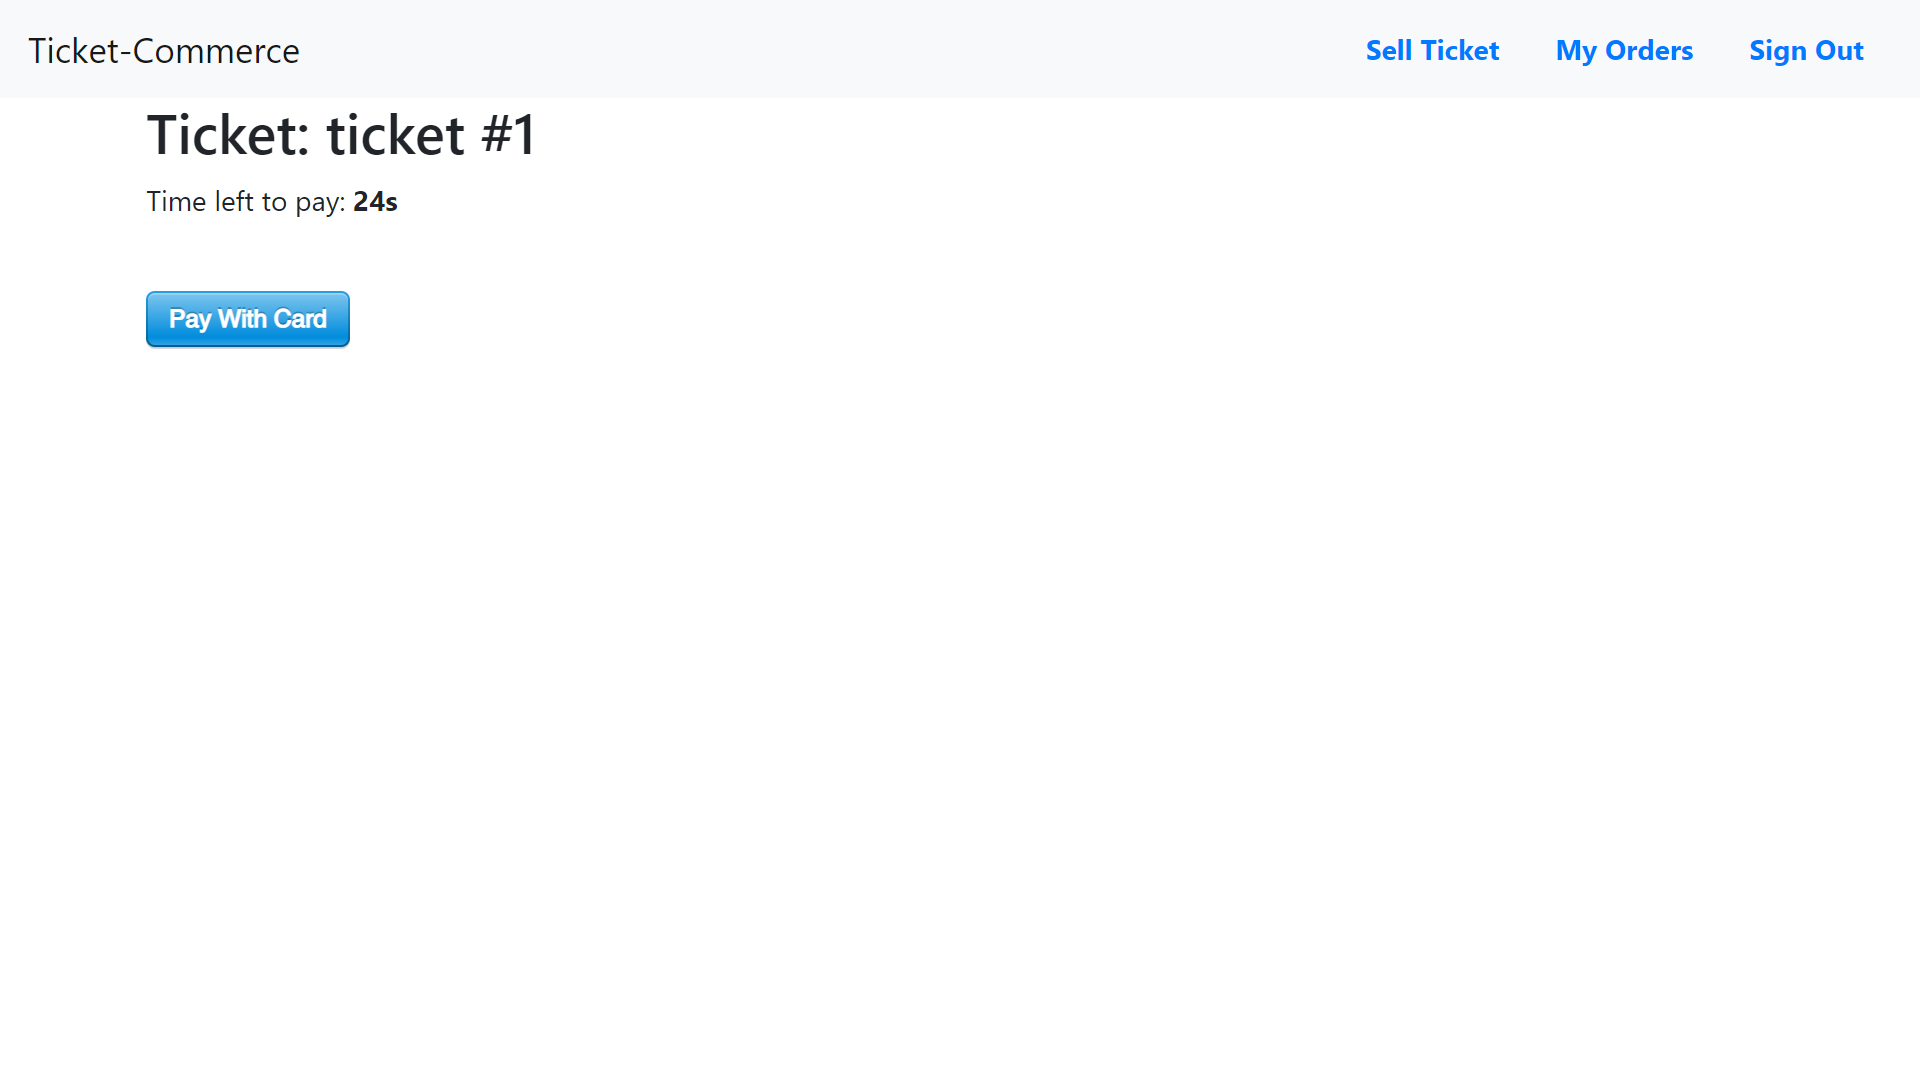 Ticket-Commerce Sell Ticket My Orders Sign Out
Ticket: ticket #1
Time left to pay: 24s
Pay With Card